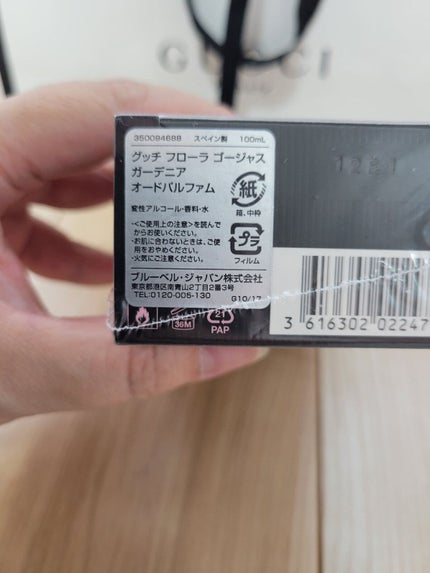 GUCCI
350094688 スペイン製 100mL
グッチ フローラ ゴージャス
ガーデニア
オードパルファム
紙
箱、中枠
変性アルコール・香料・水
・<ご使用上の注意>を読んで
からお使いください。
・お肌に合わないときは、ご使
用をおやめください。
・火気にご注意ください。
プラ
フィルム
ブルーベル・ジャパン株式会社
東京都港区南青山2丁目2番3号
TEL:0120-005-130 G10/17
36M
21
PAP
3 616302 02247